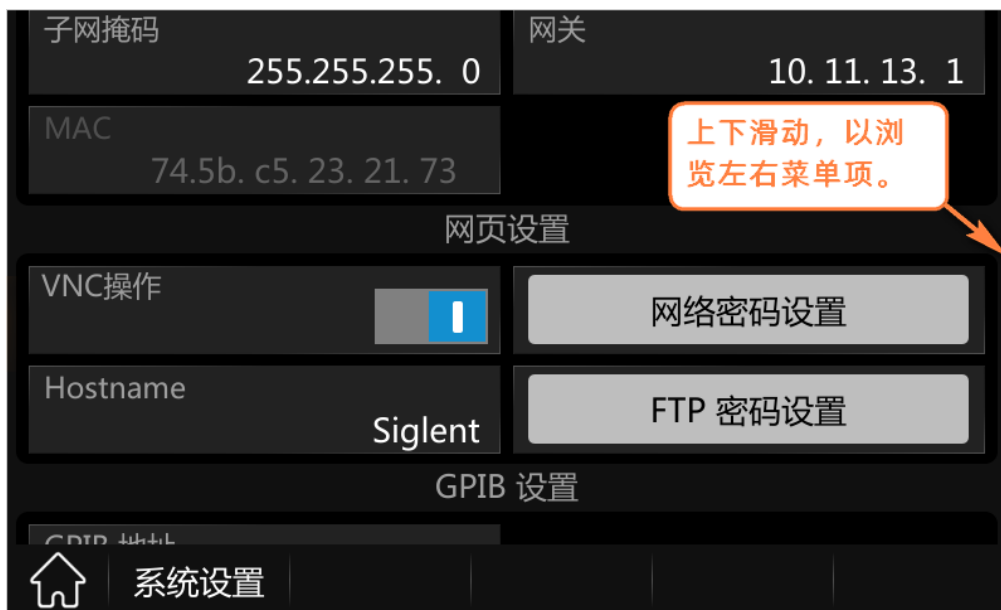 子网掩码
255.255.255. 0
网关
10. 11. 13. 1
MAC
74.5b. c5. 23. 21. 73
上下滑动，以浏
览左右菜单项。
网页设置
VNC操作
网络密码设置
Hostname
Siglent
FTP 密码设置
GPIB 设置
GPIB 地址
系统设置